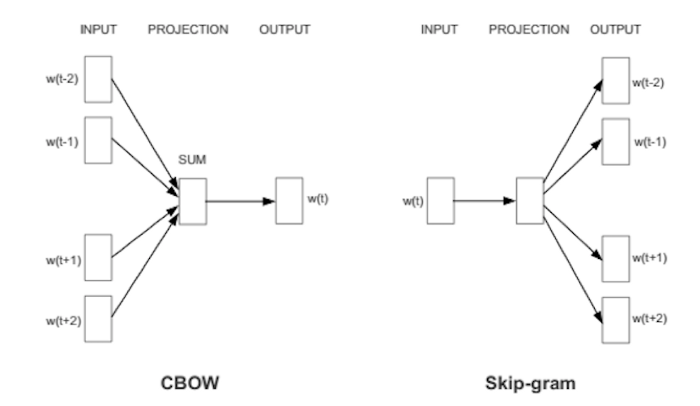 INPUT PROJECTION OUTPUT
w(t-2)
w(t-1)
SUM
w(t)
w(t+1)
w(t+2)
CBOW
INPUT PROJECTION OUTPUT
w(t-2)
w(t-1)
w(t)
w(t+1)
w(t+2)
Skip-gram